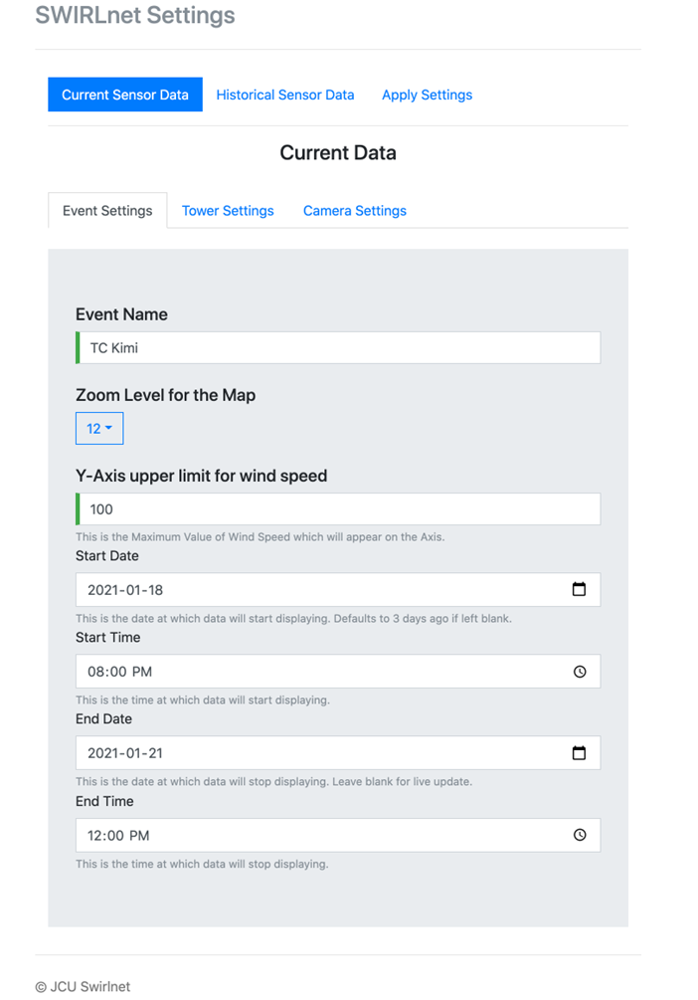 SWIRLnet Settings
Current Sensor Data Historical Sensor Data Apply Settings
Current Data
Event Settings Tower Settings Camera Settings
Event Name
TC Kimi
Zoom Level for the Map
12
Y-Axis upper limit for wind speed
100
This is the Maximum Value of Wind Speed which will appear on the Axis.
Start Date
2021-01-18
This is the date at which data will start displaying. Defaults to 3 days ago if left blank.
Start Time
08:00 PM
This is the time at which data will start displaying.
End Date
2021-01-21
This is the date at which data will stop displaying. Leave blank for live update.
End Time
12:00 PM
This is the time at which data will stop displaying.
© JCU Swirlnet